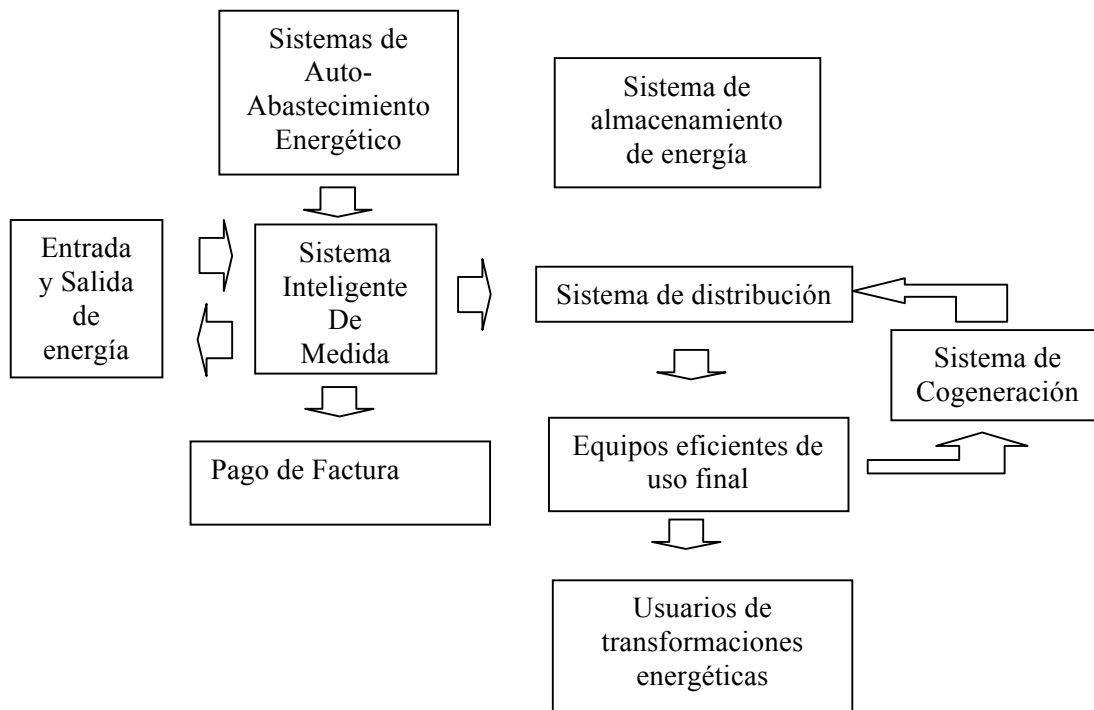 Sistemas de
Auto-
Abastecimiento
Energético
Sistema de
almacenamiento
de energía
Entrada
y Salida
de
energía
Sistema
Inteligente
De
Medida
Sistema de distribución
Sistema de
Cogeneración
Pago de Factura
Equipos eficientes de
uso final
Usuarios de
transformaciones
energéticas